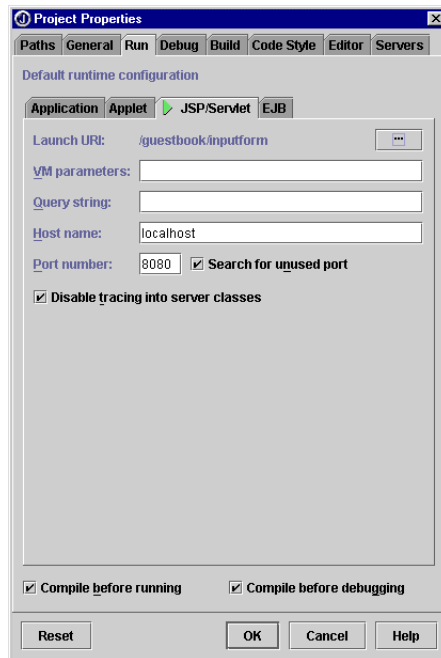 Project Properties
Paths General Run Debug Build Code Style Editor Servers
Default runtime configuration
Application Applet JSP/Servlet EJB
Launch URI: /guestbook/inputform ...
VM parameters:
Query string:
Host name: localhost
Port number: 8080 Search for unused port
Disable tracing into server classes
Compile before running Compile before debugging
Reset OK Cancel Help